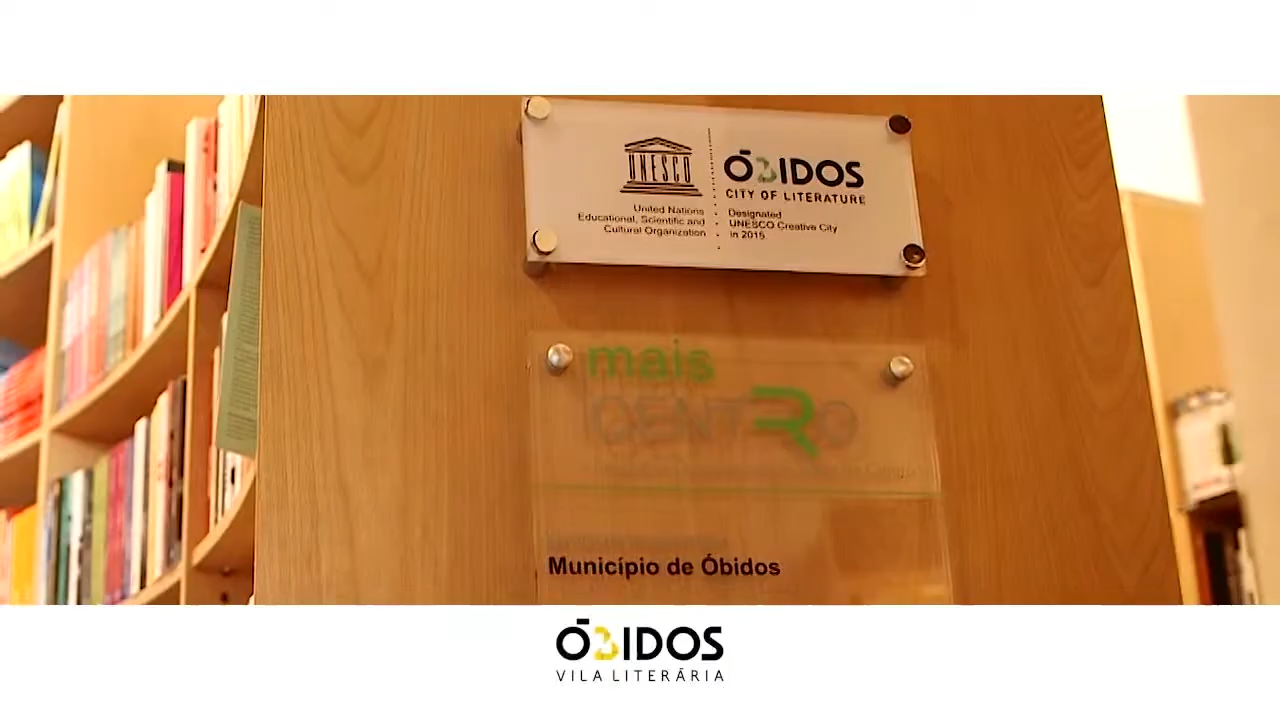 UNESCO
United Nations
Educational, Scientific and
Cultural Organization
ÓBIDOS
CITY OF LITERATURE
Designated
UNESCO Creative City
in 2015
mais
CENTRO
Município de Óbidos
ÓBIDOS
VILA LITERÁRIA